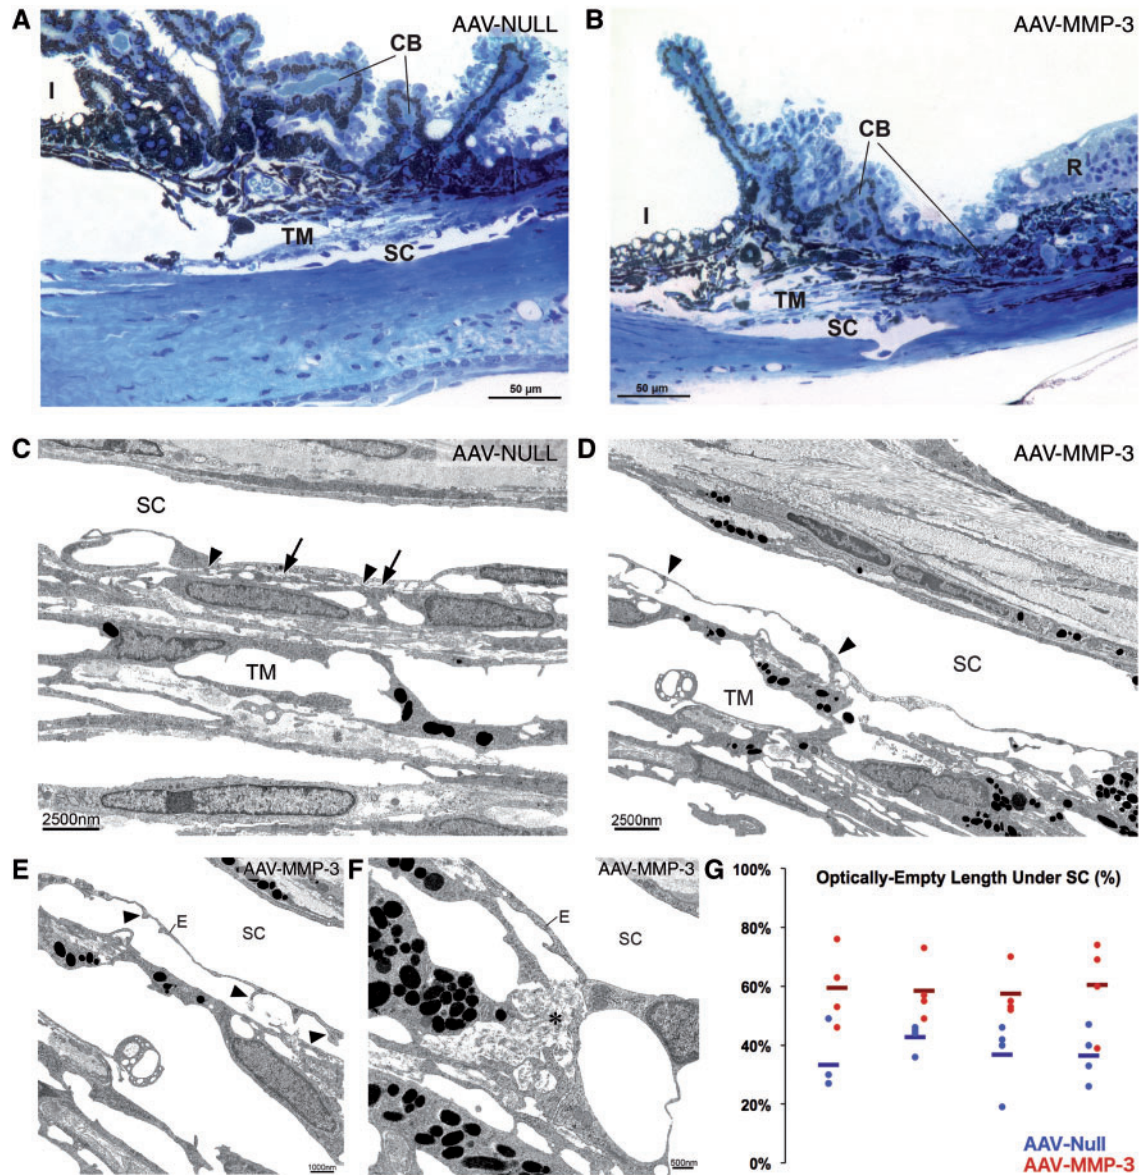 A AAV-NULL
CB
I
TM
SC
50 µm
B AAV-MMP-3
CB
R
I
TM
SC
50 µm
C AAV-NULL
SC
TM
2500nm
D AAV-MMP-3
SC
TM
2500nm
E AAV-MMP-3
E
SC
1000nm
F AAV-MMP-3
E
SC
*
500nm
G
Optically-Empty Length Under SC (%)
100%
80%
60%
40%
20%
0%
AAV-Null
AAV-MMP-3